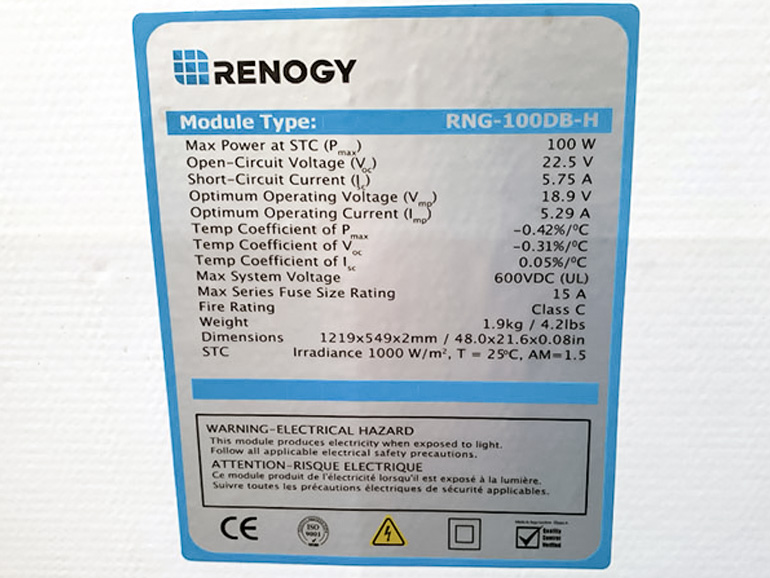 RENOGY
Module Type: RNG-100DB-H
Max Power at STC (Pmax) 100 W
Open-Circuit Voltage (Voc) 22.5 V
Short-Circuit Current (Isc) 5.75 A
Optimum Operating Voltage (Vmp) 18.9 V
Optimum Operating Current (Imp) 5.29 A
Temp Coefficient of Pmax -0.42%/ºC
Temp Coefficient of Voc -0.31%/ºC
Temp Coefficient of Isc 0.05%/ºC
Max System Voltage 600VDC (UL)
Max Series Fuse Size Rating 15 A
Fire Rating Class C
Weight 1.9kg / 4.2lbs
Dimensions 1219x549x2mm / 48.0x21.6x0.08in
STC Irradiance 1000 W/m², T = 25ºC, AM=1.5
WARNING-ELECTRICAL HAZARD
This module produces electricity when exposed to light.
Follow all applicable electrical safety precautions.
ATTENTION-RISQUE ELECTRIQUE
Ce module produit de l'électricité lorsqu'il est exposé à la lumière.
Suivre toutes les précautions électriques de sécurité applicables.
CE
ISO
9001
Quality
Control
Verified